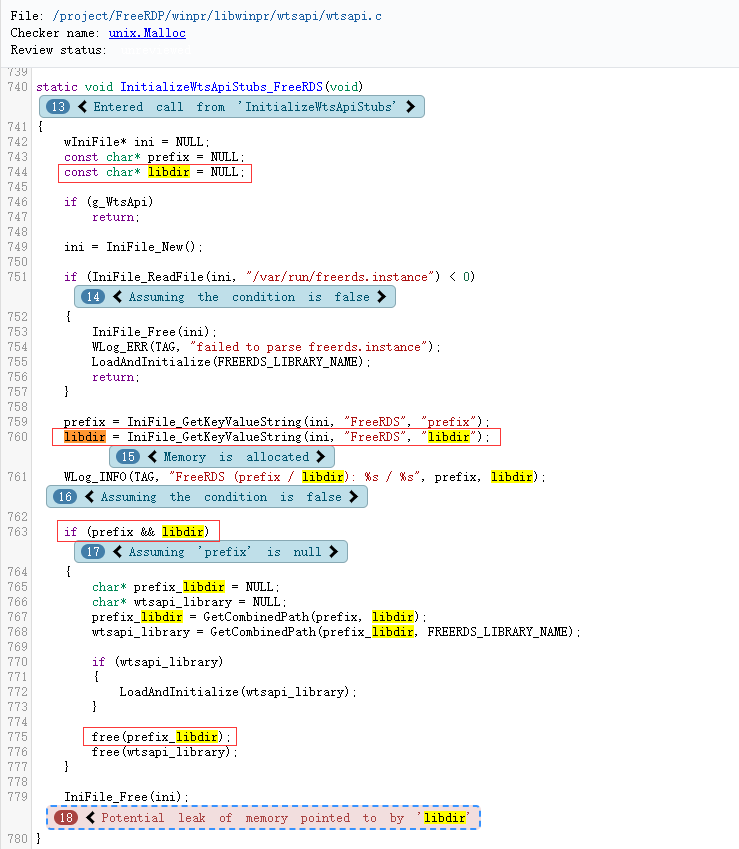 File: /project/FreeRDP/winpr/libwinpr/wtsapi/wtsapi.c
Checker name: unix.Malloc
Review status:
739
740 static void InitializeWtsApiStubs_FreeRDS(void)
13 Entered call from 'InitializeWtsApiStubs'
741 {
742 wIniFile* ini = NULL;
743 const char* prefix = NULL;
744 const char* libdir = NULL;
745
746 if (g_WtsApi)
747 return;
748
749 ini = IniFile_New();
750
751 if (IniFile_ReadFile(ini, "/var/run/freerds.instance") < 0)
14 Assuming the condition is false
752 {
753 IniFile_Free(ini);
754 WLog_ERR(TAG, "failed to parse freerds.instance");
755 LoadAndInitialize(FREERDS_LIBRARY_NAME);
756 return;
757 }
758
759 prefix = IniFile_GetKeyValueString(ini, "FreeRDS", "prefix");
760 libdir = IniFile_GetKeyValueString(ini, "FreeRDS", "libdir");
15 Memory is allocated
761 WLog_INFO(TAG, "FreeRDS (prefix / libdir): %s / %s", prefix, libdir);
16 Assuming the condition is false
762
763 if (prefix && libdir)
17 Assuming 'prefix' is null
764 {
765 char* prefix_libdir = NULL;
766 char* wtsapi_library = NULL;
767 prefix_libdir = GetCombinedPath(prefix, libdir);
768 wtsapi_library = GetCombinedPath(prefix_libdir, FREERDS_LIBRARY_NAME);
769
770 if (wtsapi_library)
771 {
772 LoadAndInitialize(wtsapi_library);
773 }
774
775 free(prefix_libdir);
776 free(wtsapi_library);
777 }
778
779 IniFile_Free(ini);
18 Potential leak of memory pointed to by 'libdir'
780 }